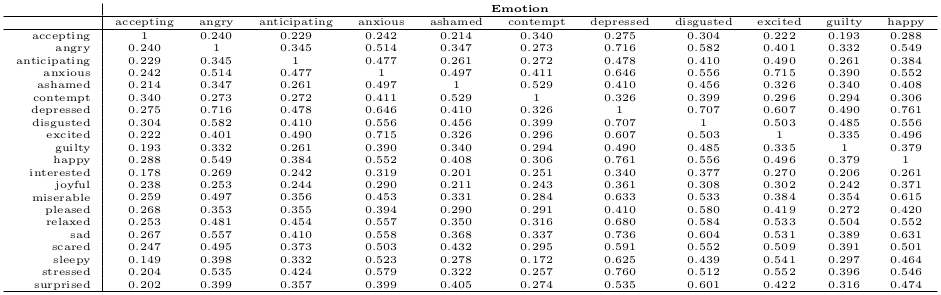 Emotion
accepting angry anticipating anxious ashamed contempt depressed disgusted excited guilty happy
accepting 1 0.240 0.229 0.242 0.214 0.340 0.275 0.304 0.222 0.193 0.288
angry 0.240 1 0.345 0.514 0.347 0.273 0.716 0.582 0.401 0.332 0.549
anticipating 0.229 0.345 1 0.477 0.261 0.272 0.478 0.410 0.490 0.261 0.384
anxious 0.242 0.514 0.477 1 0.497 0.411 0.646 0.556 0.715 0.390 0.552
ashamed 0.214 0.347 0.261 0.497 1 0.529 0.410 0.456 0.326 0.340 0.408
contempt 0.340 0.273 0.272 0.411 0.529 1 0.326 0.399 0.296 0.294 0.306
depressed 0.275 0.716 0.478 0.646 0.410 0.326 1 0.707 0.607 0.490 0.761
disgusted 0.304 0.582 0.410 0.556 0.456 0.399 0.707 1 0.503 0.485 0.556
excited 0.222 0.401 0.490 0.715 0.326 0.296 0.607 0.503 1 0.335 0.496
guilty 0.193 0.332 0.261 0.390 0.340 0.294 0.490 0.485 0.335 1 0.379
happy 0.288 0.549 0.384 0.552 0.408 0.306 0.761 0.556 0.496 0.379 1
interested 0.178 0.269 0.242 0.319 0.201 0.251 0.340 0.377 0.270 0.206 0.261
joyful 0.238 0.253 0.244 0.290 0.211 0.243 0.361 0.308 0.302 0.242 0.371
miserable 0.259 0.497 0.356 0.453 0.331 0.284 0.633 0.533 0.384 0.354 0.615
pleased 0.268 0.353 0.355 0.394 0.290 0.291 0.410 0.580 0.419 0.272 0.420
relaxed 0.253 0.481 0.454 0.557 0.350 0.316 0.680 0.584 0.533 0.504 0.552
sad 0.267 0.557 0.410 0.558 0.368 0.337 0.736 0.604 0.531 0.389 0.631
scared 0.247 0.495 0.373 0.503 0.432 0.295 0.591 0.552 0.509 0.391 0.501
sleepy 0.149 0.398 0.332 0.523 0.278 0.172 0.625 0.439 0.541 0.297 0.464
stressed 0.204 0.535 0.424 0.579 0.322 0.257 0.760 0.512 0.552 0.396 0.546
surprised 0.202 0.399 0.357 0.399 0.405 0.274 0.535 0.601 0.422 0.316 0.474